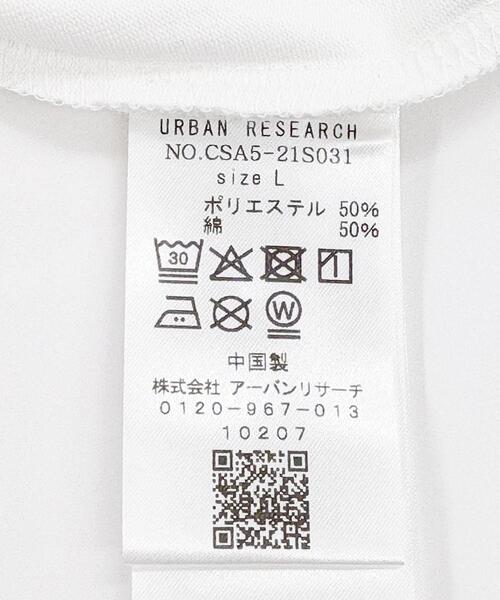 URBAN RESEARCH
NO.CSA5-21S031
size L
ポリエステル 50%
綿 50%
30
W
中国製
株式会社 アーバンリサーチ
0120-967-013
10207